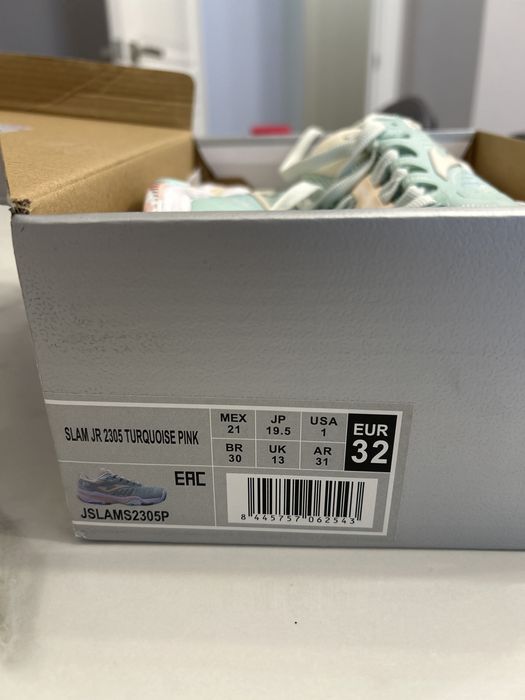 SLAM JR 2305 TURQUOISE PINK
MEX 21
JP 19.5
USA 1
BR 30
UK 13
AR 31
EUR 32
EAC
JSLAMS2305P
8 445757 062543